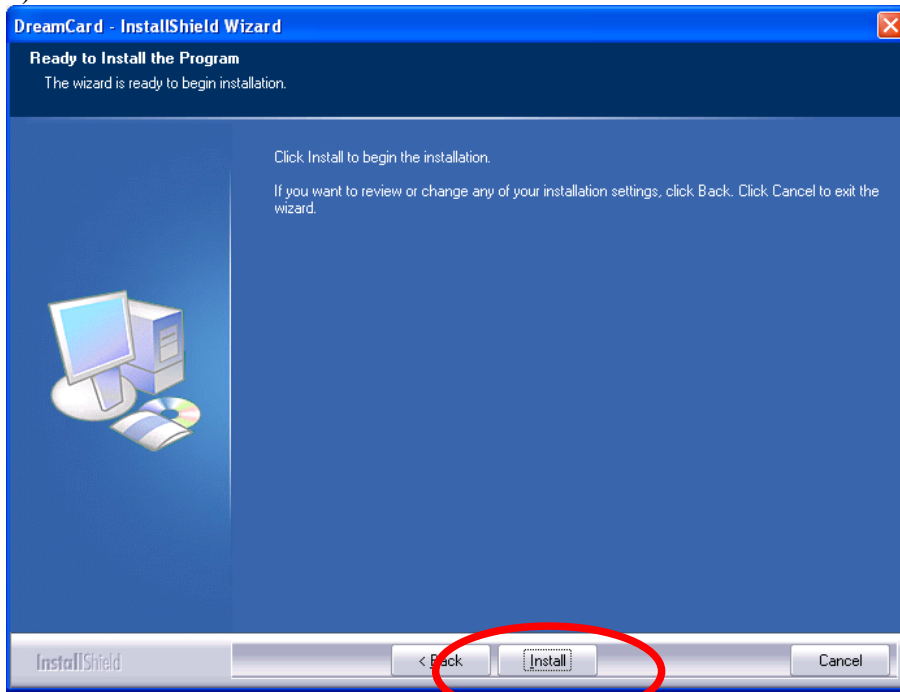 DreamCard - InstallShield Wizard
Ready to Install the Program
The wizard is ready to begin installation.
Click Install to begin the installation.
If you want to review or change any of your installation settings, click Back. Click Cancel to exit the
wizard.
InstallShield
< Back Install Cancel